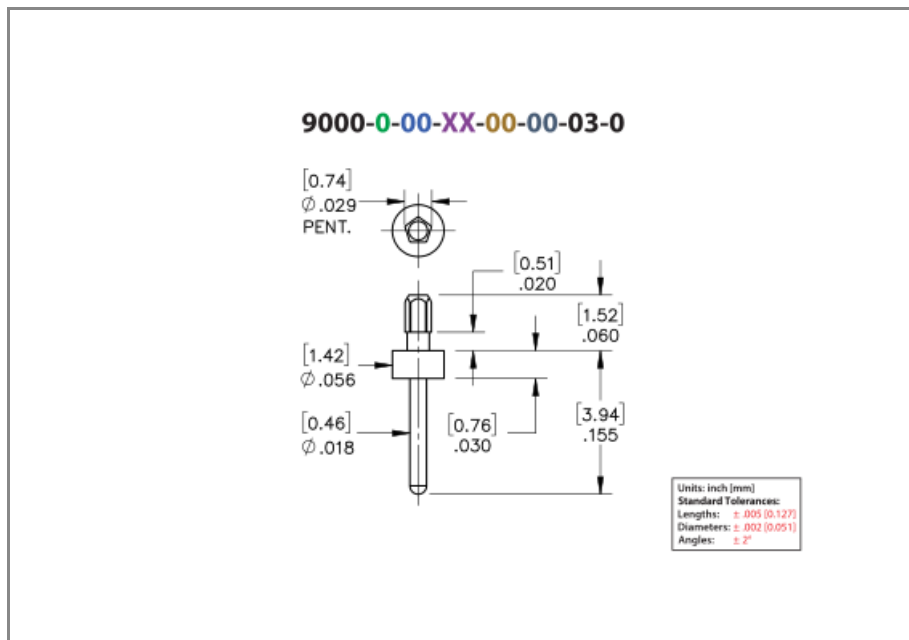 9000-0-00-XX-00-00-03-0
[0.74]
Ø.029
PENT.
[0.51]
.020
[1.52]
.060
[1.42]
Ø.056
[0.46]
Ø.018
[0.76]
.030
[3.94]
.155
Units: inch [mm]
Standard Tolerances:
Lengths: ± .005 [0.127]
Diameters: ± .002 [0.051]
Angles: ± 2°